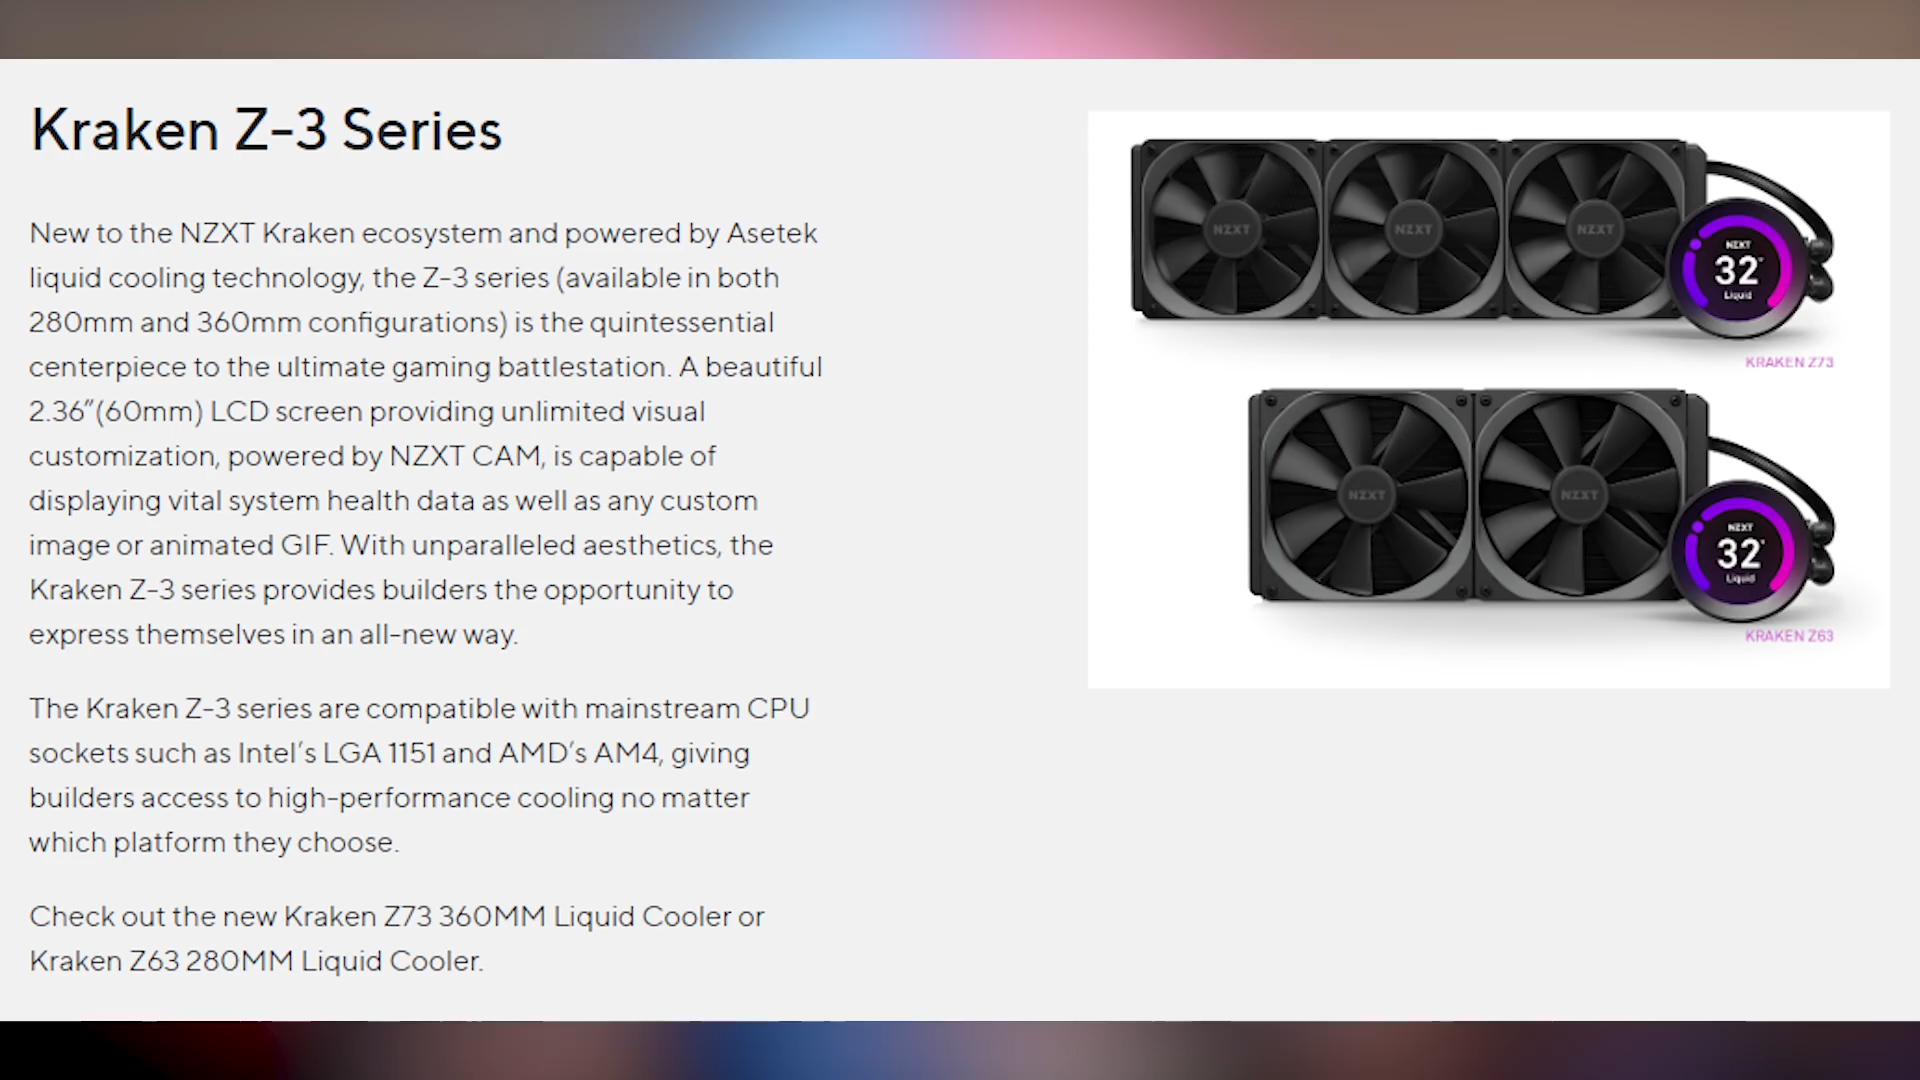 Kraken Z-3 Series
New to the NZXT Kraken ecosystem and powered by Asetek
liquid cooling technology, the Z-3 series (available in both
280mm and 360mm configurations) is the quintessential
centerpiece to the ultimate gaming battlestation. A beautiful
2.36”(60mm) LCD screen providing unlimited visual
customization, powered by NZXT CAM, is capable of
displaying vital system health data as well as any custom
image or animated GIF. With unparalleled aesthetics, the
Kraken Z-3 series provides builders the opportunity to
express themselves in an all-new way.
The Kraken Z-3 series are compatible with mainstream CPU
sockets such as Intel’s LGA 1151 and AMD’s AM4, giving
builders access to high-performance cooling no matter
which platform they choose.
Check out the new Kraken Z73 360MM Liquid Cooler or
Kraken Z63 280MM Liquid Cooler.
NZXT NZXT NZXT
NZXT
32°
Liquid
KRAKEN Z73
NZXT NZXT
NZXT
32°
Liquid
KRAKEN Z63